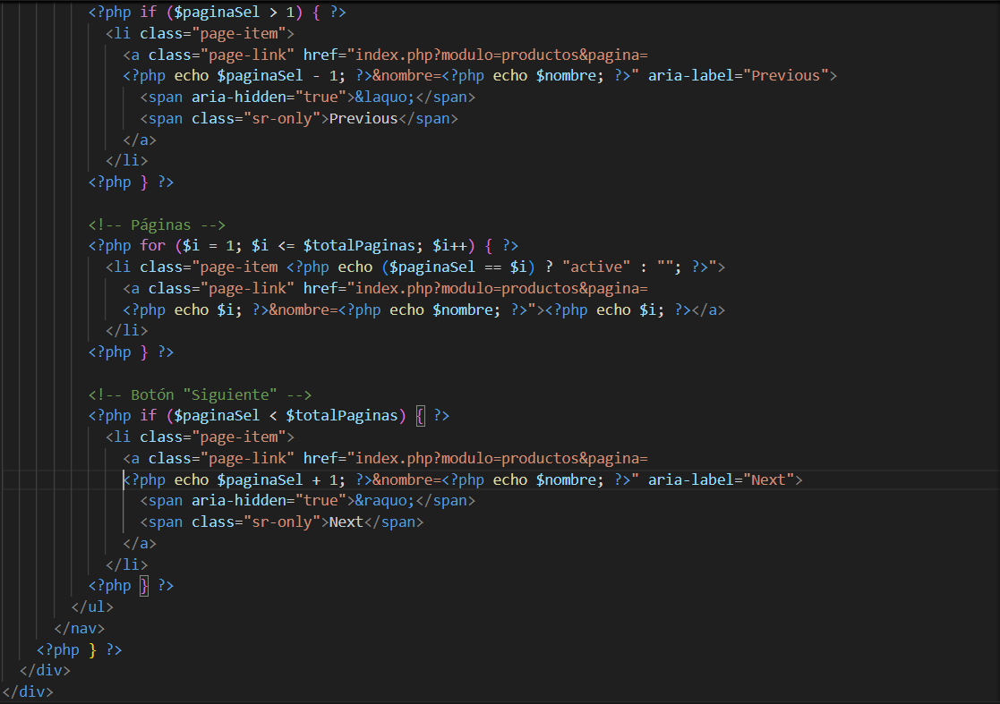 <?php if ($paginaSel > 1) { ?>
<li class="page-item">
<a class="page-link" href="index.php?modulo=productos&pagina=
<?php echo $paginaSel - 1; ?>&nombre=<?php echo $nombre; ?>" aria-label="Previous">
<span aria-hidden="true">&laquo;</span>
<span class="sr-only">Previous</span>
</a>
</li>
<?php } ?>
<!-- Páginas -->
<?php for ($i = 1; $i <= $totalPaginas; $i++) { ?>
<li class="page-item <?php echo ($paginaSel == $i) ? "active" : ""; ?>">
<a class="page-link" href="index.php?modulo=productos&pagina=
<?php echo $i; ?>&nombre=<?php echo $nombre; ?>"><?php echo $i; ?></a>
</li>
<?php } ?>
<!-- Botón "Siguiente" -->
<?php if ($paginaSel < $totalPaginas) { ?>
<li class="page-item">
<a class="page-link" href="index.php?modulo=productos&pagina=
<?php echo $paginaSel + 1; ?>&nombre=<?php echo $nombre; ?>" aria-label="Next">
<span aria-hidden="true">&raquo;</span>
<span class="sr-only">Next</span>
</a>
</li>
<?php } ?>
</ul>
</nav>
<?php } ?>
</div>
</div>